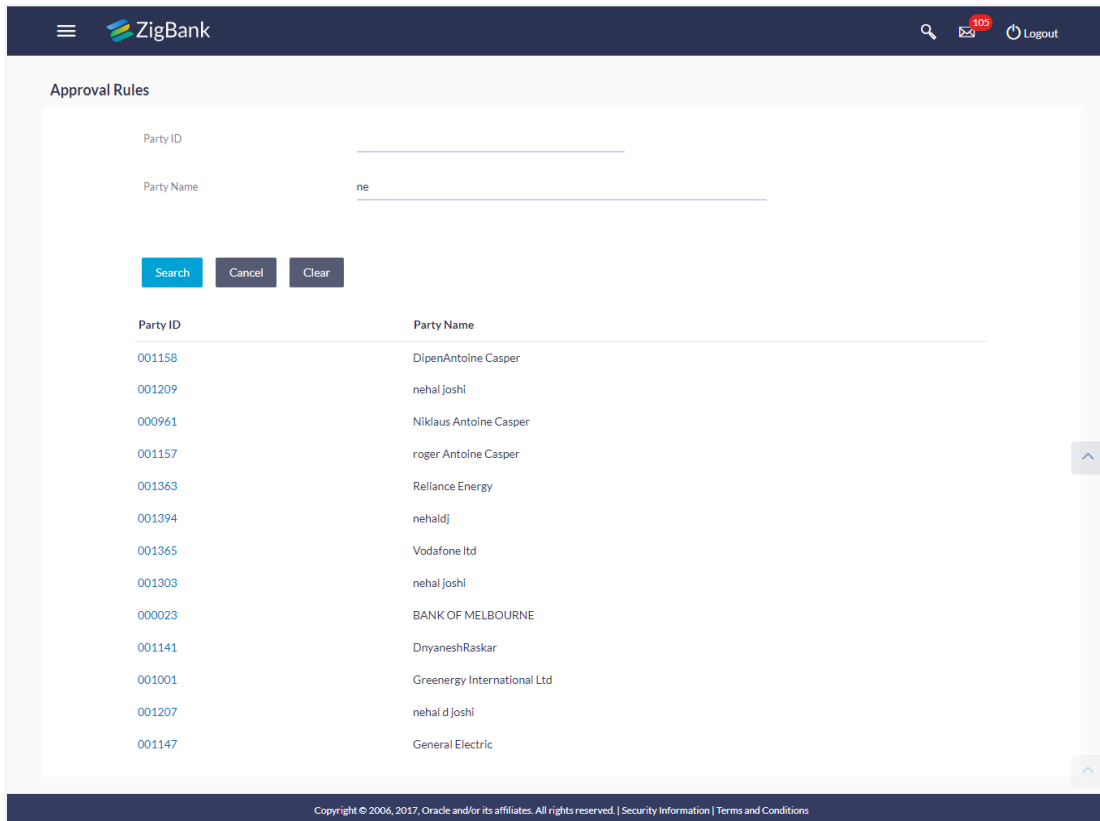 ZigBank 105 Logout
Approval Rules
Party ID
Party Name ne
Search Cancel Clear
Party ID Party Name
001158 DipenAntoine Casper
001209 nehal joshi
000961 Niklaus Antoine Casper
001157 roger Antoine Casper
001363 Reliance Energy
001394 nehaldj
001365 Vodafone ltd
001303 nehal joshi
000023 BANK OF MELBOURNE
001141 DnyaneshRaskar
001001 Greenergy International Ltd
001207 nehal d joshi
001147 General Electric
Copyright © 2006, 2017, Oracle and/or its affiliates. All rights reserved. | Security Information | Terms and Conditions